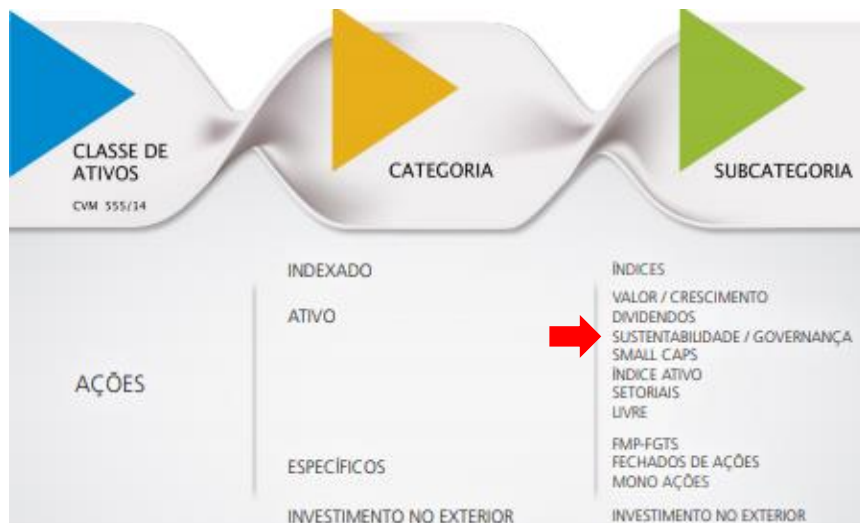 CLASSE DE
ATIVOS
CVM 555/14
CATEGORIA
SUBCATEGORIA
AÇÕES
INDEXADO
ÍNDICES
ATIVO
VALOR / CRESCIMENTO
DIVIDENDOS
SUSTENTABILIDADE / GOVERNANÇA
SMALL CAPS
ÍNDICE ATIVO
SETORIAIS
LIVRE
ESPECÍFICOS
FMP-FGTS
FECHADOS DE AÇÕES
MONO AÇÕES
INVESTIMENTO NO EXTERIOR
INVESTIMENTO NO EXTERIOR